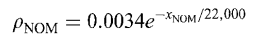 ρ_NOM = 0.0034e^{−x_NOM/22,000}